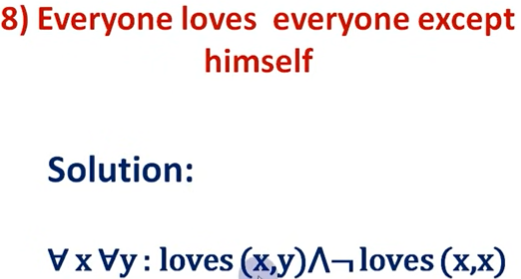 8) Everyone loves everyone except
himself
Solution:
∀ x ∀y : loves (x,y)Λ¬ loves (x,x)